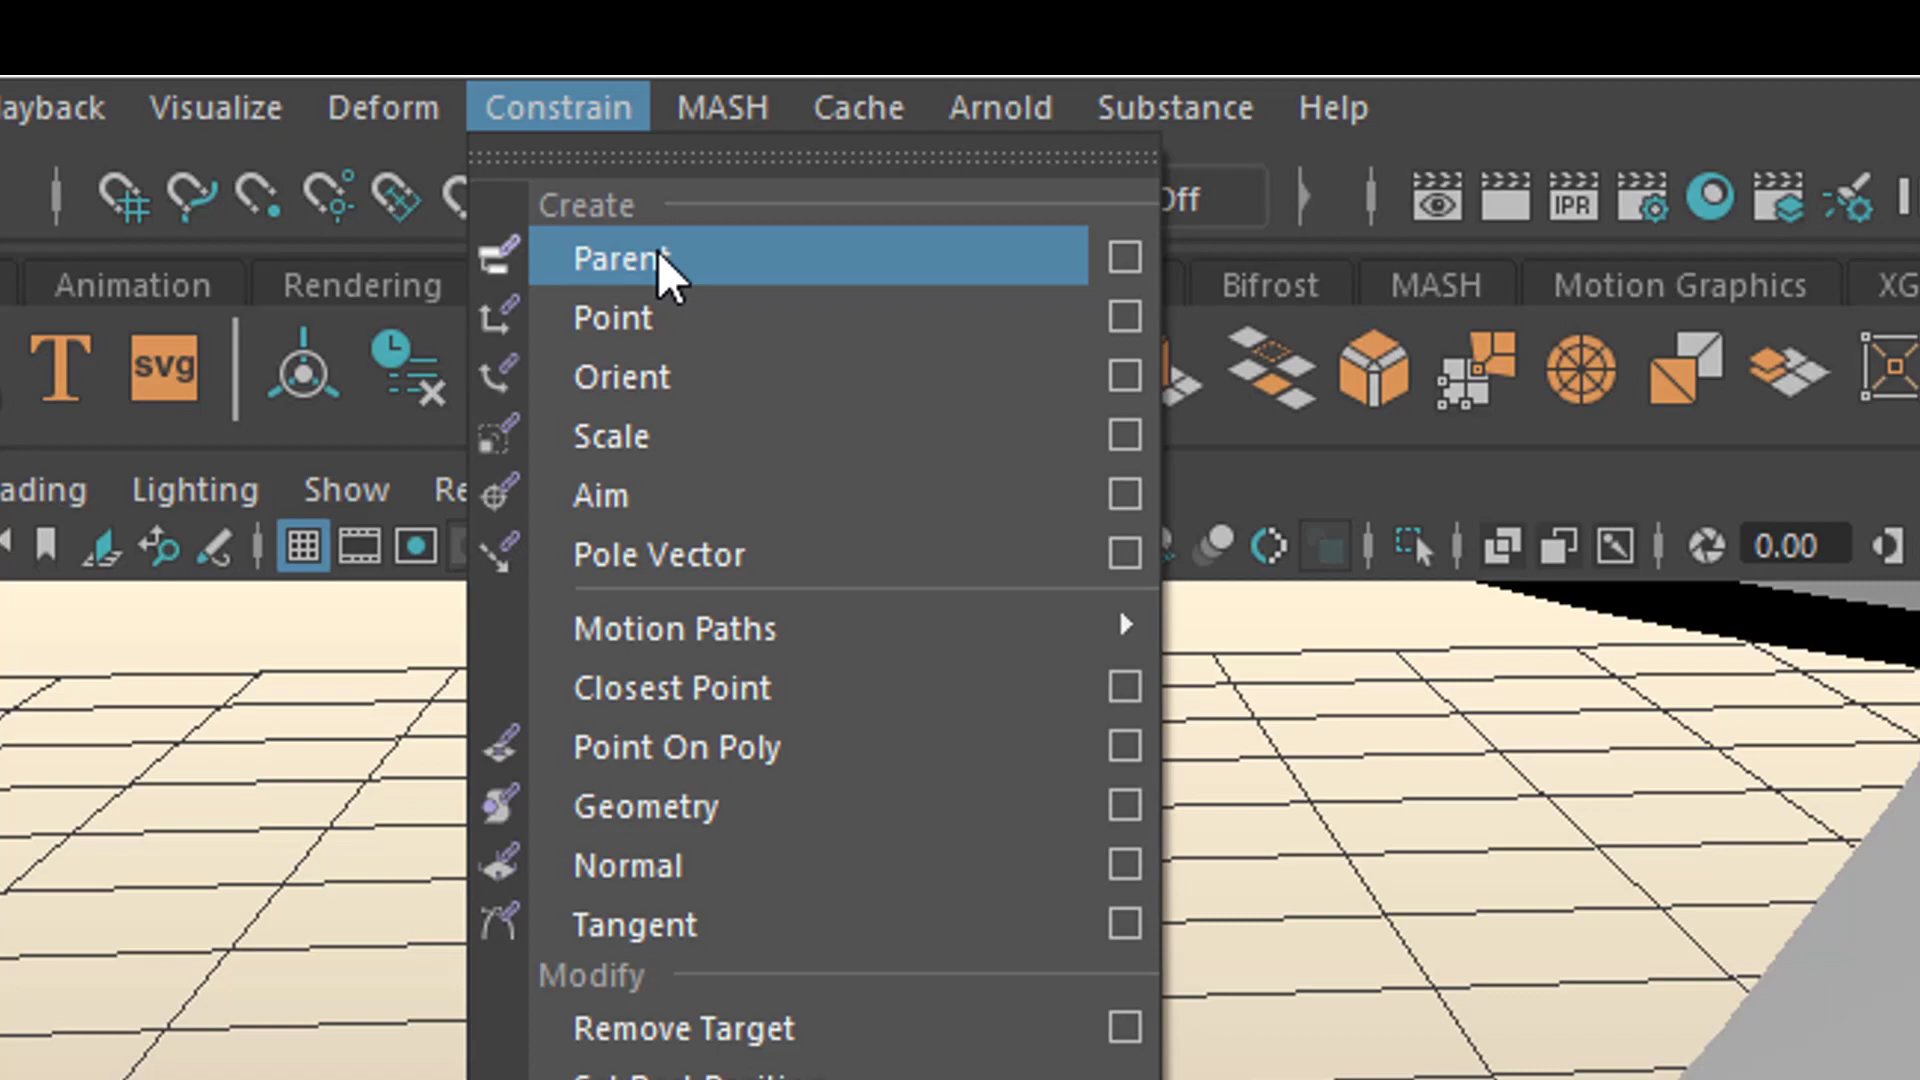 layback Visualize Deform Constrain MASH Cache Arnold Substance Help
Off
IPR
Create
Parent
Point
Orient
Scale
Aim
Pole Vector
Motion Paths
Closest Point
Point On Poly
Geometry
Normal
Tangent
Modify
Remove Target
Animation Rendering Bifrost MASH Motion Graphics XG
T svg
ading Lighting Show Re
0.00